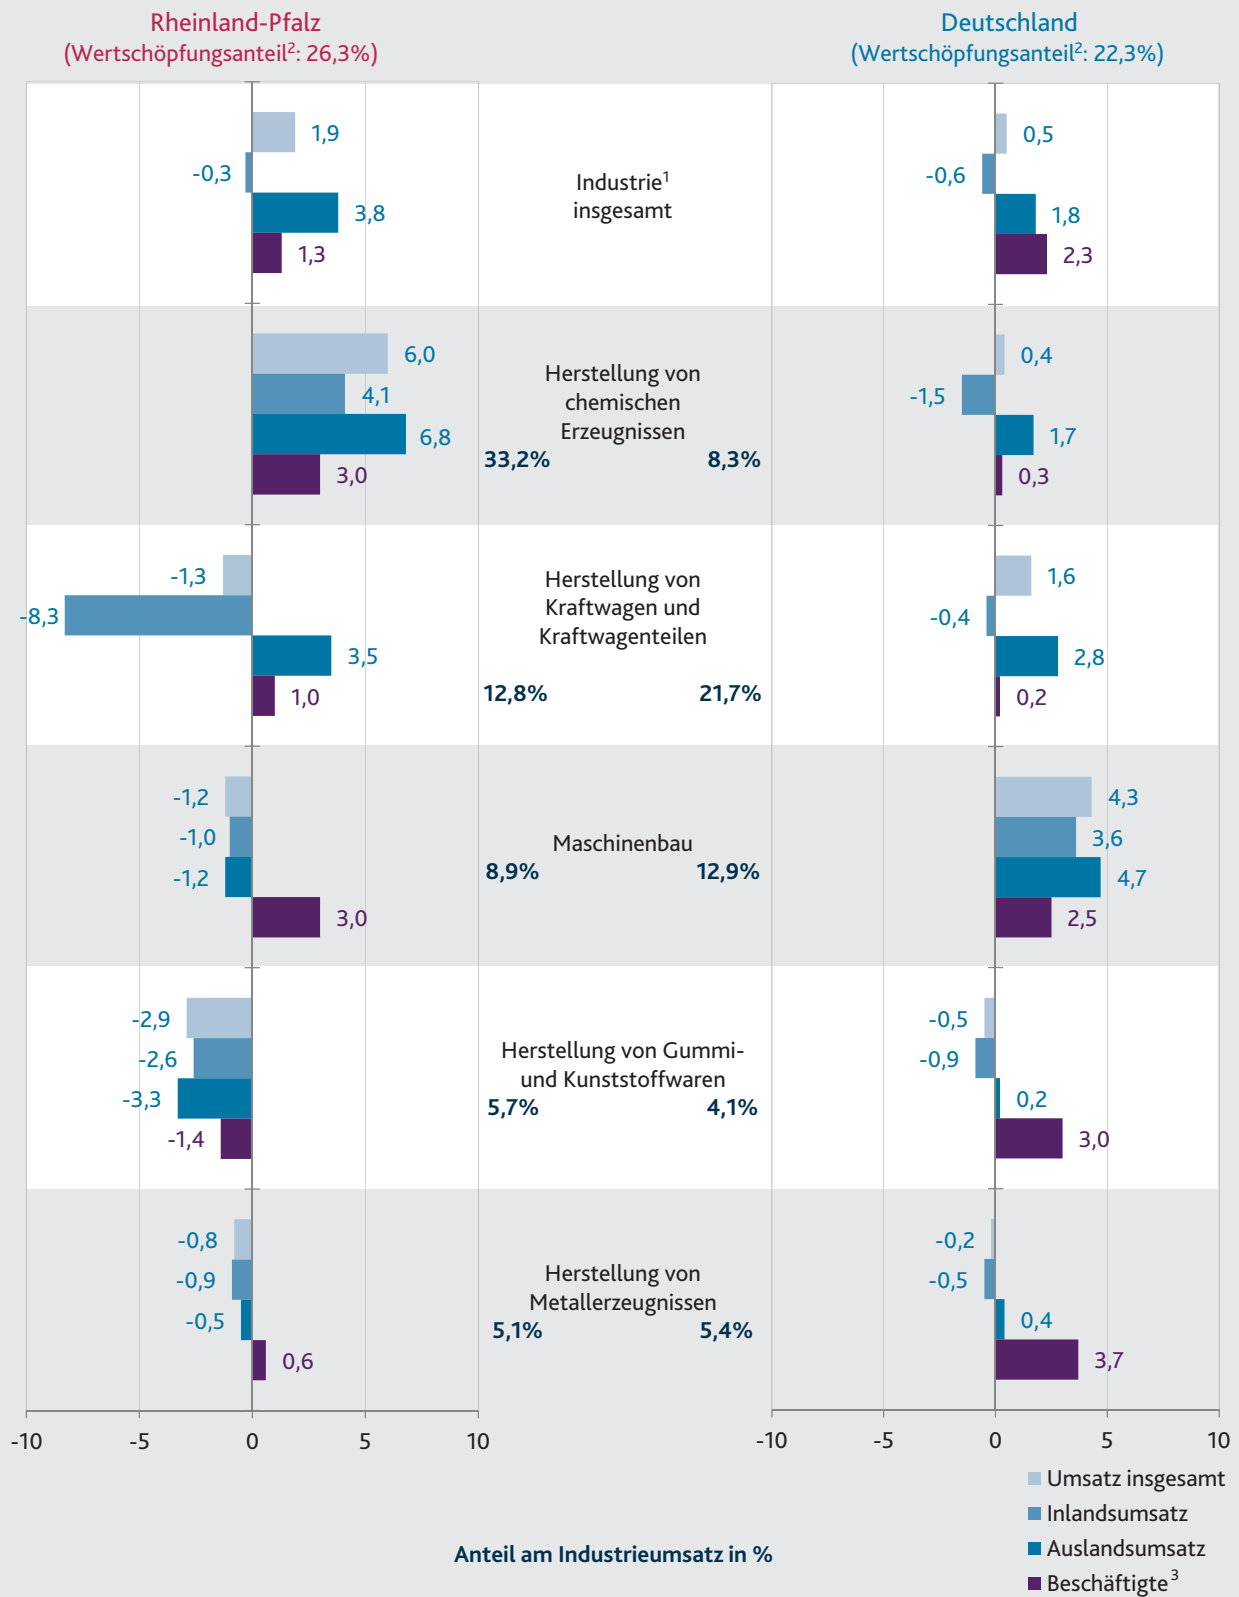 Rheinland-Pfalz
(Wertschöpfungsanteil²: 26,3%)
Deutschland
(Wertschöpfungsanteil²: 22,3%)
Industrie¹
insgesamt
1,9
-0,3
3,8
1,3
0,5
-0,6
1,8
2,3
Herstellung von
chemischen
Erzeugnissen
33,2%
8,3%
6,0
4,1
6,8
3,0
0,4
-1,5
1,7
0,3
Herstellung von
Kraftwagen und
Kraftwagenteilen
12,8%
21,7%
-1,3
-8,3
3,5
1,0
1,6
-0,4
2,8
0,2
Maschinenbau
8,9%
12,9%
-1,2
-1,0
-1,2
3,0
4,3
3,6
4,7
2,5
Herstellung von Gummi-
und Kunststoffwaren
5,7%
4,1%
-2,9
-2,6
-3,3
-1,4
-0,5
-0,9
0,2
3,0
Herstellung von
Metallerzeugnissen
5,1%
5,4%
-0,8
-0,9
-0,5
0,6
-0,2
-0,5
0,4
3,7
-10 -5 0 5 10
-10 -5 0 5 10
Umsatz insgesamt
Inlandsumsatz
Auslandsumsatz
Beschäftigte³
Anteil am Industrieumsatz in %